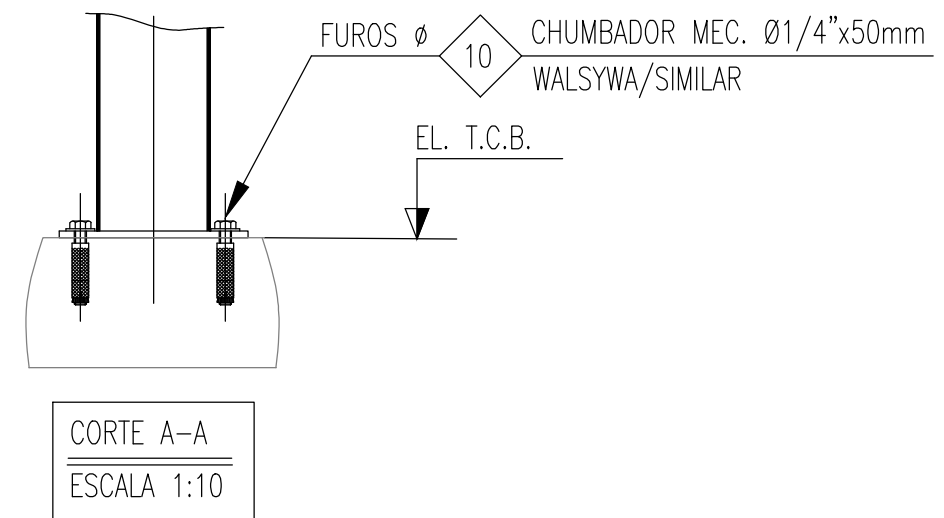 FUROS ø 10 CHUMBADOR MEC. Ø1/4”x50mm
WALSYWA/SIMILAR
EL. T.C.B.
CORTE A-A
ESCALA 1:10